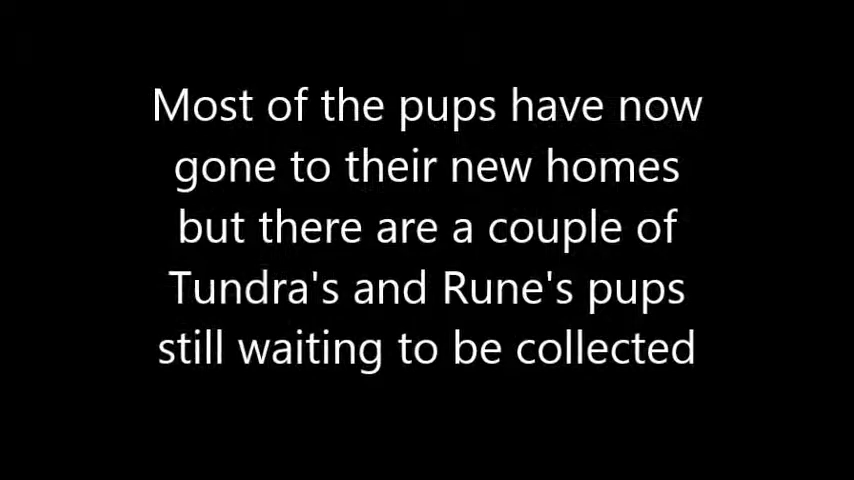 Most of the pups have now
gone to their new homes
but there are a couple of
Tundra's and Rune's pups
still waiting to be collected